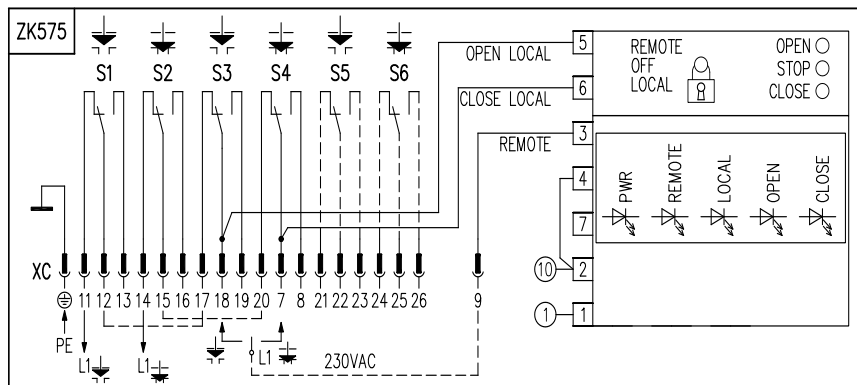 ZK575
S1 S2 S3 S4 S5 S6
OPEN LOCAL
CLOSE LOCAL
REMOTE
5
6
3
4
7
2
1
10
1
REMOTE
OFF
LOCAL
OPEN
STOP
CLOSE
PWR
REMOTE
LOCAL
OPEN
CLOSE
XC
11 12 13 14 15 16 17 18 19 20 7 8 21 22 23 24 25 26 9
PE
L1
L1
L1
230VAC